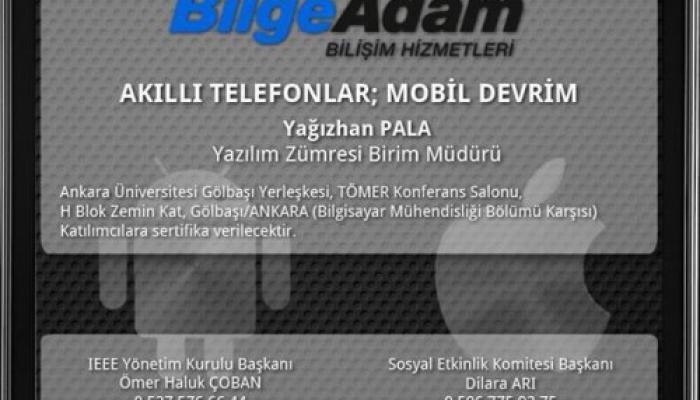 BilgeAdam
BİLİŞİM HİZMETLERİ
AKILLI TELEFONLAR; MOBİL DEVRİM
Yağızhan PALA
Yazılım Zümresi Birim Müdürü
Ankara Üniversitesi Gölbaşı Yerleşkesi, TÖMER Konferans Salonu,
H Blok Zemin Kat, Gölbaşı/ANKARA (Bilgisayar Mühendisliği Bölümü Karşısı)
Katılımcılara sertifika verilecektir.
IEEE Yönetim Kurulu Başkanı
Ömer Haluk ÇOBAN
Sosyal Etkinlik Komitesi Başkanı
Dilara ARI